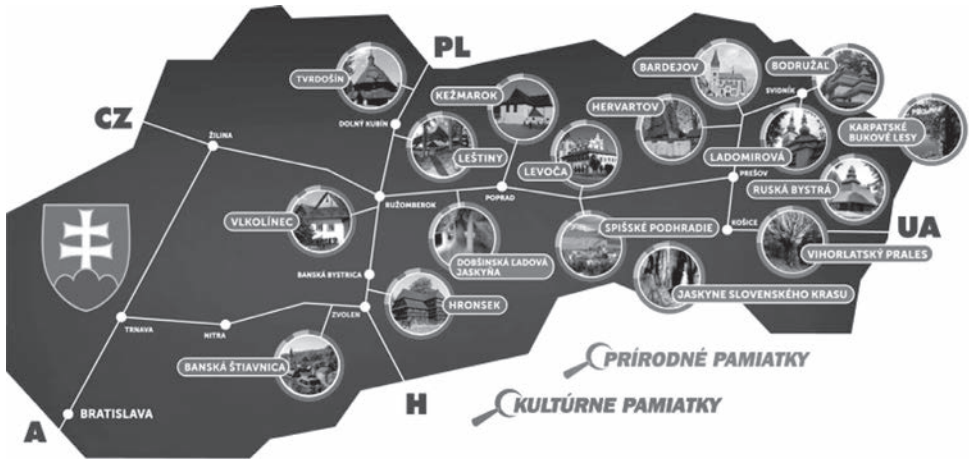 PL
BARDEJOV
BODRUŽAĽ
TVRDOŠÍN
KEŽMAROK
SVIDNÍK
HERVARTOV
CZ
DOLNÝ KUBÍN
KARPATSKÉ
BUKOVÉ LESY
ŽILINA
LEŠTINY
LEVOČA
LADOMIROVÁ
PREŠOV
RUSKÁ BYSTRÁ
POPRAD
RUŽOMBEROK
VLKOLÍNEC
SPIŠSKÉ PODHRADIE
KOŠICE
UA
VIHORLATSKÝ PRALES
DOBŠINSKÁ ĽADOVÁ
JASKYŇA
BANSKÁ BYSTRICA
JASKYNE SLOVENSKÉHO KRASU
HRONSEK
ZVOLEN
TRNAVA
NITRA
BANSKÁ ŠTIAVNICA
PRÍRODNÉ PAMIATKY
KULTÚRNE PAMIATKY
H
BRATISLAVA
A